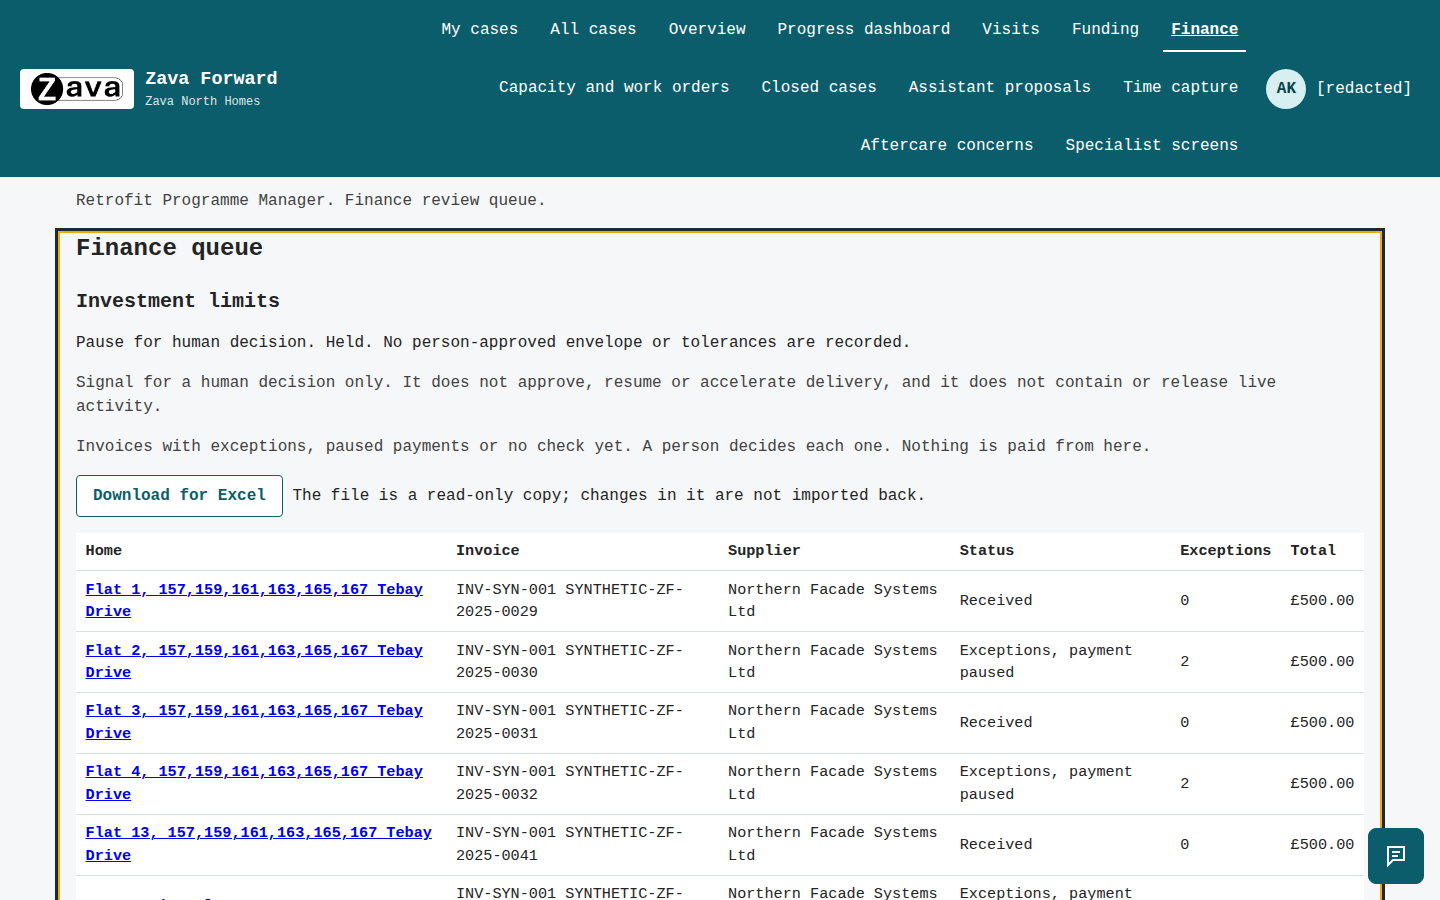 My cases All cases Overview Progress dashboard Visits Funding Finance
Zava
Zava Forward
Zava North Homes
Capacity and work orders Closed cases Assistant proposals Time capture
AK [redacted]
Aftercare concerns Specialist screens
Retrofit Programme Manager. Finance review queue.
Finance queue
Investment limits
Pause for human decision. Held. No person-approved envelope or tolerances are recorded.
Signal for a human decision only. It does not approve, resume or accelerate delivery, and it does not contain or release live
activity.
Invoices with exceptions, paused payments or no check yet. A person decides each one. Nothing is paid from here.
Download for Excel The file is a read-only copy; changes in it are not imported back.
Home Invoice Supplier Status Exceptions Total
Flat 1, 157,159,161,163,165,167 Tebay INV-SYN-001 SYNTHETIC-ZF- Northern Facade Systems
Drive 2025-0029 Ltd Received 0 £500.00
Flat 2, 157,159,161,163,165,167 Tebay INV-SYN-001 SYNTHETIC-ZF- Northern Facade Systems Exceptions, payment
Drive 2025-0030 Ltd paused 2 £500.00
Flat 3, 157,159,161,163,165,167 Tebay INV-SYN-001 SYNTHETIC-ZF- Northern Facade Systems
Drive 2025-0031 Ltd Received 0 £500.00
Flat 4, 157,159,161,163,165,167 Tebay INV-SYN-001 SYNTHETIC-ZF- Northern Facade Systems Exceptions, payment
Drive 2025-0032 Ltd paused 2 £500.00
Flat 13, 157,159,161,163,165,167 Tebay INV-SYN-001 SYNTHETIC-ZF- Northern Facade Systems
Drive 2025-0041 Ltd Received 0 £500.00
INV-SYN-001 SYNTHETIC-ZF- Northern Facade Systems Exceptions, payment